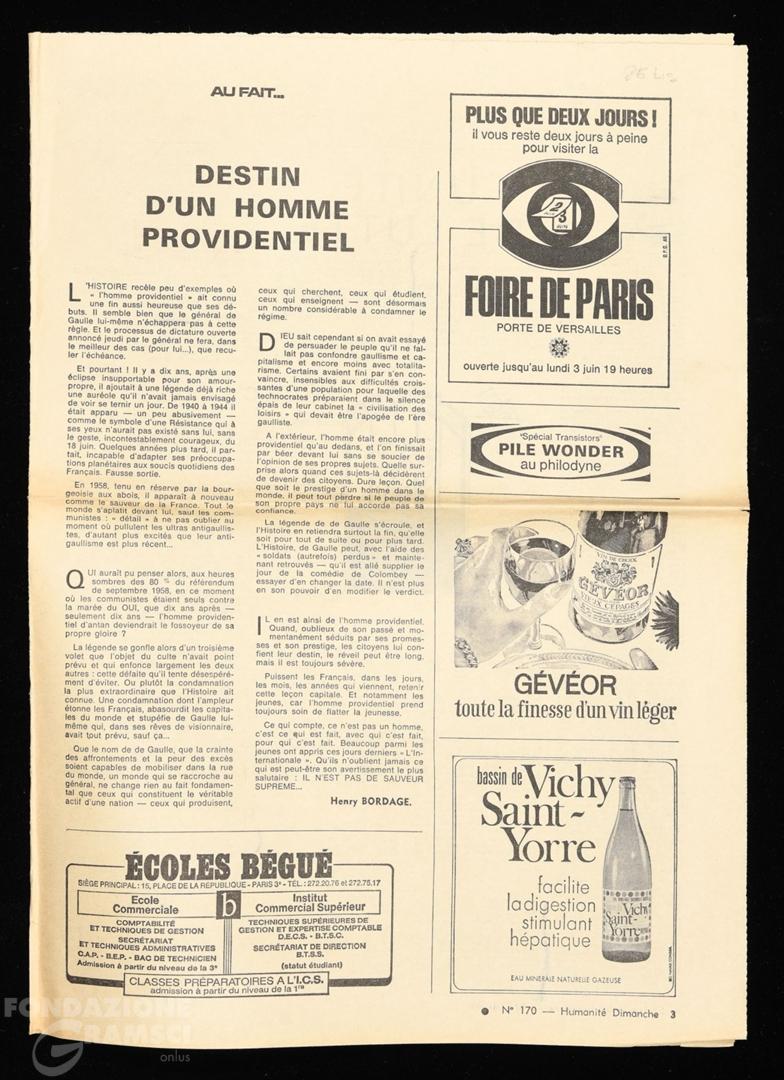 AU FAIT...
DESTIN
D'UN HOMME
PROVIDENTIEL
L'HISTOIRE recèle peu d'exemples où
« l'homme providentiel » ait connu
une fin aussi heureuse que ses dé-
buts. Il semble bien que le général de
Gaulle lui-même n'échappera pas à cette
règle. Et le processus de dictature ouverte
annoncé jeudi par le général ne fera, dans
le meilleur des cas (pour lui...), que recu-
ler l'échéance.
Et pourtant ! Il y a dix ans, après une
éclipse insupportable pour son amour-
propre, il ajoutait à une légende déjà riche
une auréole qu'il n'avait jamais envisagé
de voir se ternir un jour. De 1940 à 1944 il
était apparu — un peu abusivement —
comme le symbole d'une Résistance qui à
ses yeux n'aurait pas existé sans lui, sans
le geste, incontestablement courageux, du
18 juin. Quelques années plus tard, il par-
tait, incapable d'adapter ses préoccupa-
tions planétaires aux soucis quotidiens des
Français. Fausse sortie.
En 1958, tenu en réserve par la bour-
geoisie aux abois, il apparaît à nouveau
comme le sauveur de la France. Tout le
monde s'aplatit devant lui, sauf les com-
munistes : « détail » à ne pas oublier au
moment où pullulent les ultras antigaullis-
tes, d'autant plus excités que leur anti-
gaullisme est plus récent...
QUI aurait pu penser alors, aux heures
sombres des 80 % du référendum
de septembre 1958, en ce moment
où les communistes étaient seuls contre
la marée du OUI, que dix ans après —
seulement dix ans — l'homme providen-
tiel d'antan deviendrait le fossoyeur de sa
propre gloire ?
La légende se gonfle alors d'un troisième
volet que l'objet du culte n'avait point
prévu et qui enfonce largement les deux
autres : cette défaite qu'il tente désespéré-
ment d'éviter. Ou plutôt la condamnation
la plus extraordinaire que l'Histoire ait
connue. Une condamnation dont l'ampleur
étonne les Français, abasourdit les capita-
les du monde et stupéfie de Gaulle lui-
même qui, dans ses rêves de visionnaire,
avait tout prévu, sauf ça...
Que le nom de de Gaulle, que la crainte
des affrontements et la peur des excès
soient capables de mobiliser dans la rue
du monde, un monde qui se raccroche au
général, ne change rien au fait fondamen-
tal que ceux qui constituent le véritable
actif d'une nation — ceux qui produisent,
ceux qui cherchent, ceux qui étudient,
ceux qui enseignent — sont désormais
un nombre considérable à condamner le
régime.
DIEU sait cependant si on avait essayé
de persuader le peuple qu'il ne fal-
lait pas confondre gaullisme et ca-
pitalisme et encore moins avec totalita-
risme. Certains avaient fini par s'en con-
vaincre, insensibles aux difficultés crois-
santes d'une population pour laquelle des
technocrates préparaient dans le silence
épais de leur cabinet la « civilisation des
loisirs » qui devait être l'apogée de l'ère
gaulliste.
A l'extérieur, l'homme était encore plus
providentiel qu'au dedans, et l'on finissait
par béer devant lui sans se soucier de
l'opinion de ses propres sujets. Quelle sur-
prise alors quand ces sujets-là décidèrent
de devenir des citoyens. Dure leçon. Quel
que soit le prestige d'un homme dans le
monde, il peut tout perdre si le peuple de
son propre pays ne lui accorde pas sa
confiance.
La légende de de Gaulle s'écroule, et
l'Histoire en retiendra surtout la fin, qu'elle
soit pour tout de suite ou pour plus tard.
L'Histoire, de Gaulle peut, avec l'aide des
« soldats (autrefois) perdus » et mainte-
nant retrouvés — qu'il est allé supplier le
jour de la comédie de Colombey —
essayer d'en changer la date. Il n'est plus
en son pouvoir d'en modifier le verdict.
IL en est ainsi de l'homme providentiel.
Quand, oublieux de son passé et mo-
mentanément séduits par ses promes-
ses et son prestige, les citoyens lui con-
fient leur destin, le réveil peut être long,
mais il est toujours sévère.
Puissent les Français, dans les jours,
les mois, les années qui viennent, retenir
cette leçon capitale. Et notamment les
jeunes, car l'homme providentiel prend
toujours soin de flatter la jeunesse.
Ce qui compte, ce n'est pas un homme,
c'est ce qui est fait, avec qui c'est fait,
pour qui c'est fait. Beaucoup parmi les
jeunes ont appris ces jours derniers « L'In-
ternationale ». Qu'ils n'oublient jamais ce
qui est peut-être son avertissement le plus
salutaire : IL N'EST PAS DE SAUVEUR
SUPREME...
Henry BORDAGE.
ÉCOLES BÉGUÉ
SIÈGE PRINCIPAL : 15, PLACE DE LA RÉPUBLIQUE - PARIS 3e - TEL. : 272.20.76 et 272.75.17
Ecole
Commerciale
COMPTABILITÉ
ET TECHNIQUES DE GESTION
SECRÉTARIAT
ET TECHNIQUES ADMINISTRATIVES
C.A.P. - B.E.P. - BAC DE TECHNICIEN
Admission à partir du niveau de la 3e
b
Institut
Commercial Supérieur
TECHNIQUES SUPÉRIEURES DE
GESTION ET EXPERTISE COMPTABLE
D.E.C.S. - B.T.S.C.
SECRÉTARIAT DE DIRECTION
B.T.S.S.
(statut étudiant)
CLASSES PRÉPARATOIRES A L'I.C.S.
admission à partir du niveau de la 1re
PLUS QUE DEUX JOURS !
il vous reste deux jours à peine
pour visiter la
2
3
JUIN
FOIRE DE PARIS
PORTE DE VERSAILLES
ouverte jusqu'au lundi 3 juin 19 heures
'Spécial Transistors'
PILE WONDER
au philodyne
VIN DE CHOIX
GÉVÉOR
VIEUX CÉPAGES
GÉVÉOR
toute la finesse d'un vin léger
bassin de Vichy
Saint-
Yorre
facilite
la digestion
stimulant
hépatique
Vichy
Saint-
Yorre
EAU MINERALE NATURELLE GAZEUSE
N° 170 — Humanité Dimanche 3
FONDAZIONE
GRAMSCI
onlus